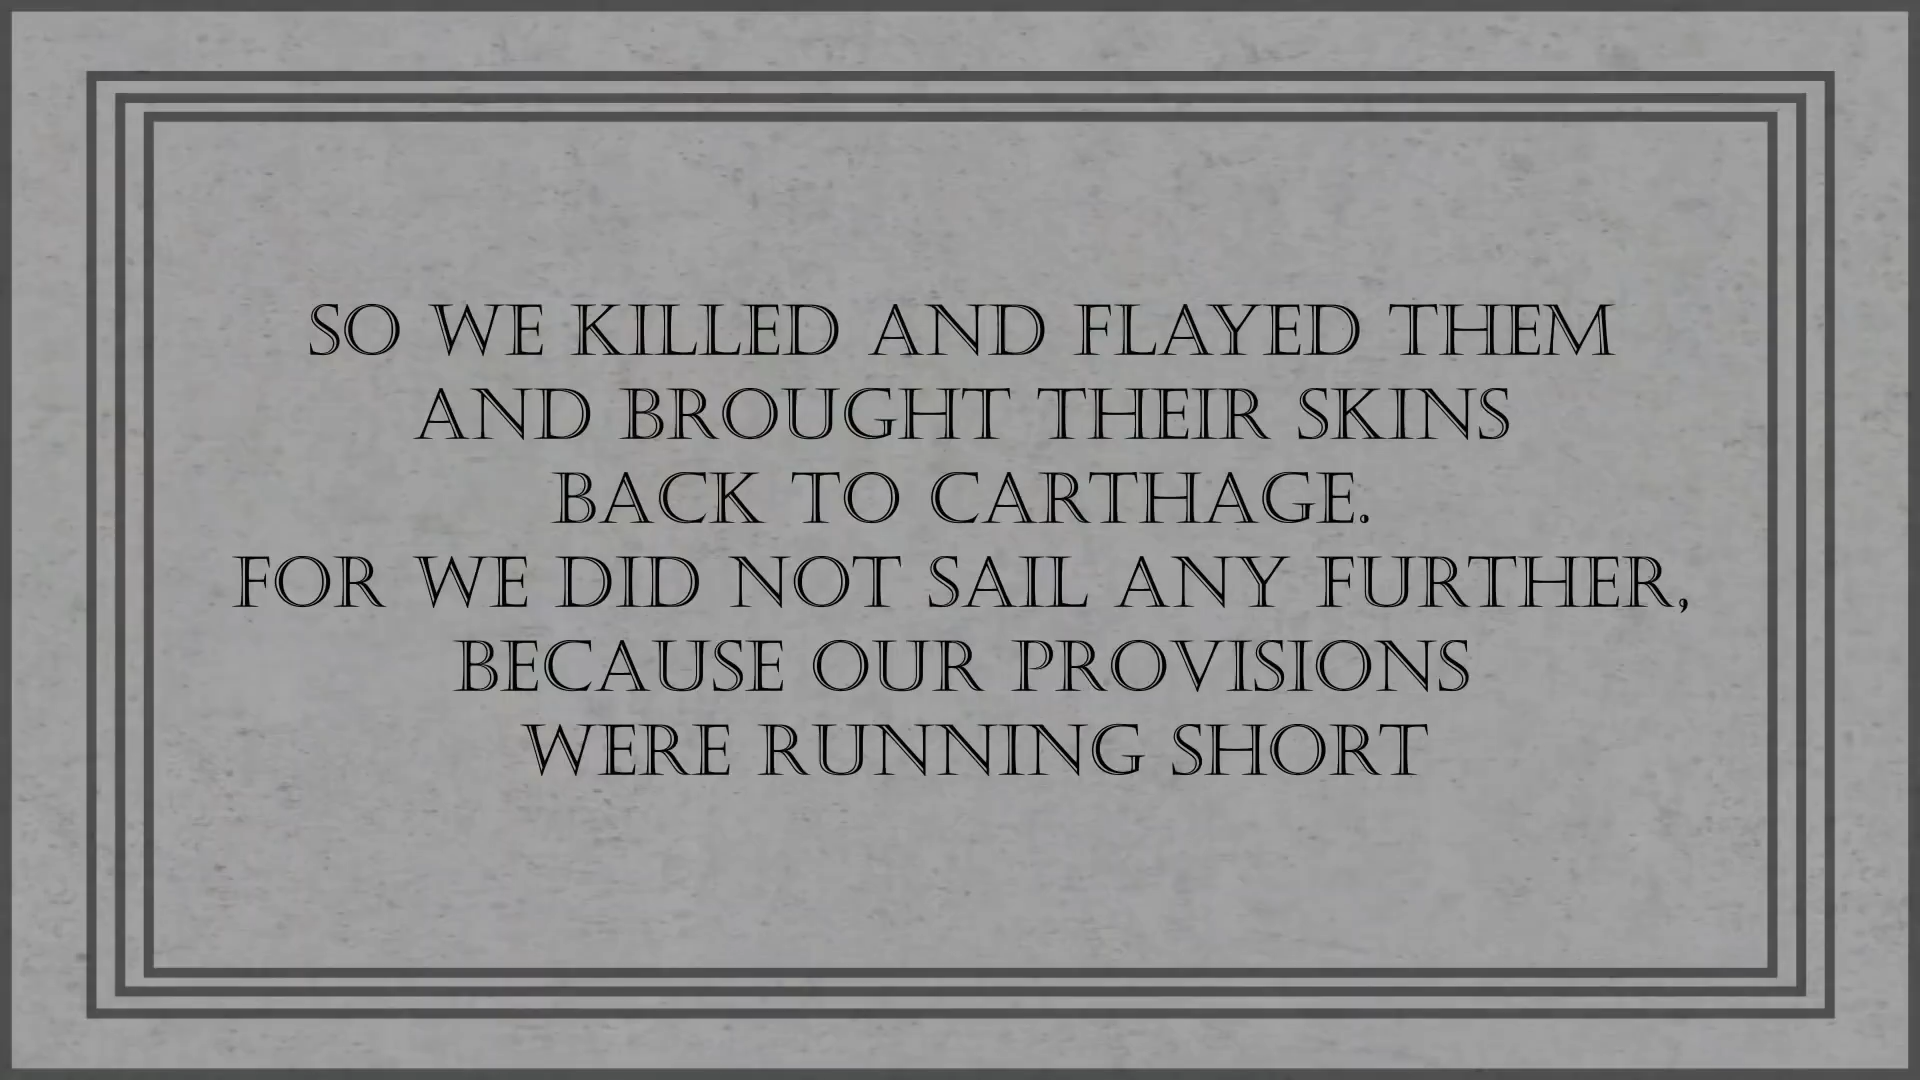 SO WE KILLED AND FLAYED THEM
AND BROUGHT THEIR SKINS
BACK TO CARTHAGE.
FOR WE DID NOT SAIL ANY FURTHER,
BECAUSE OUR PROVISIONS
WERE RUNNING SHORT